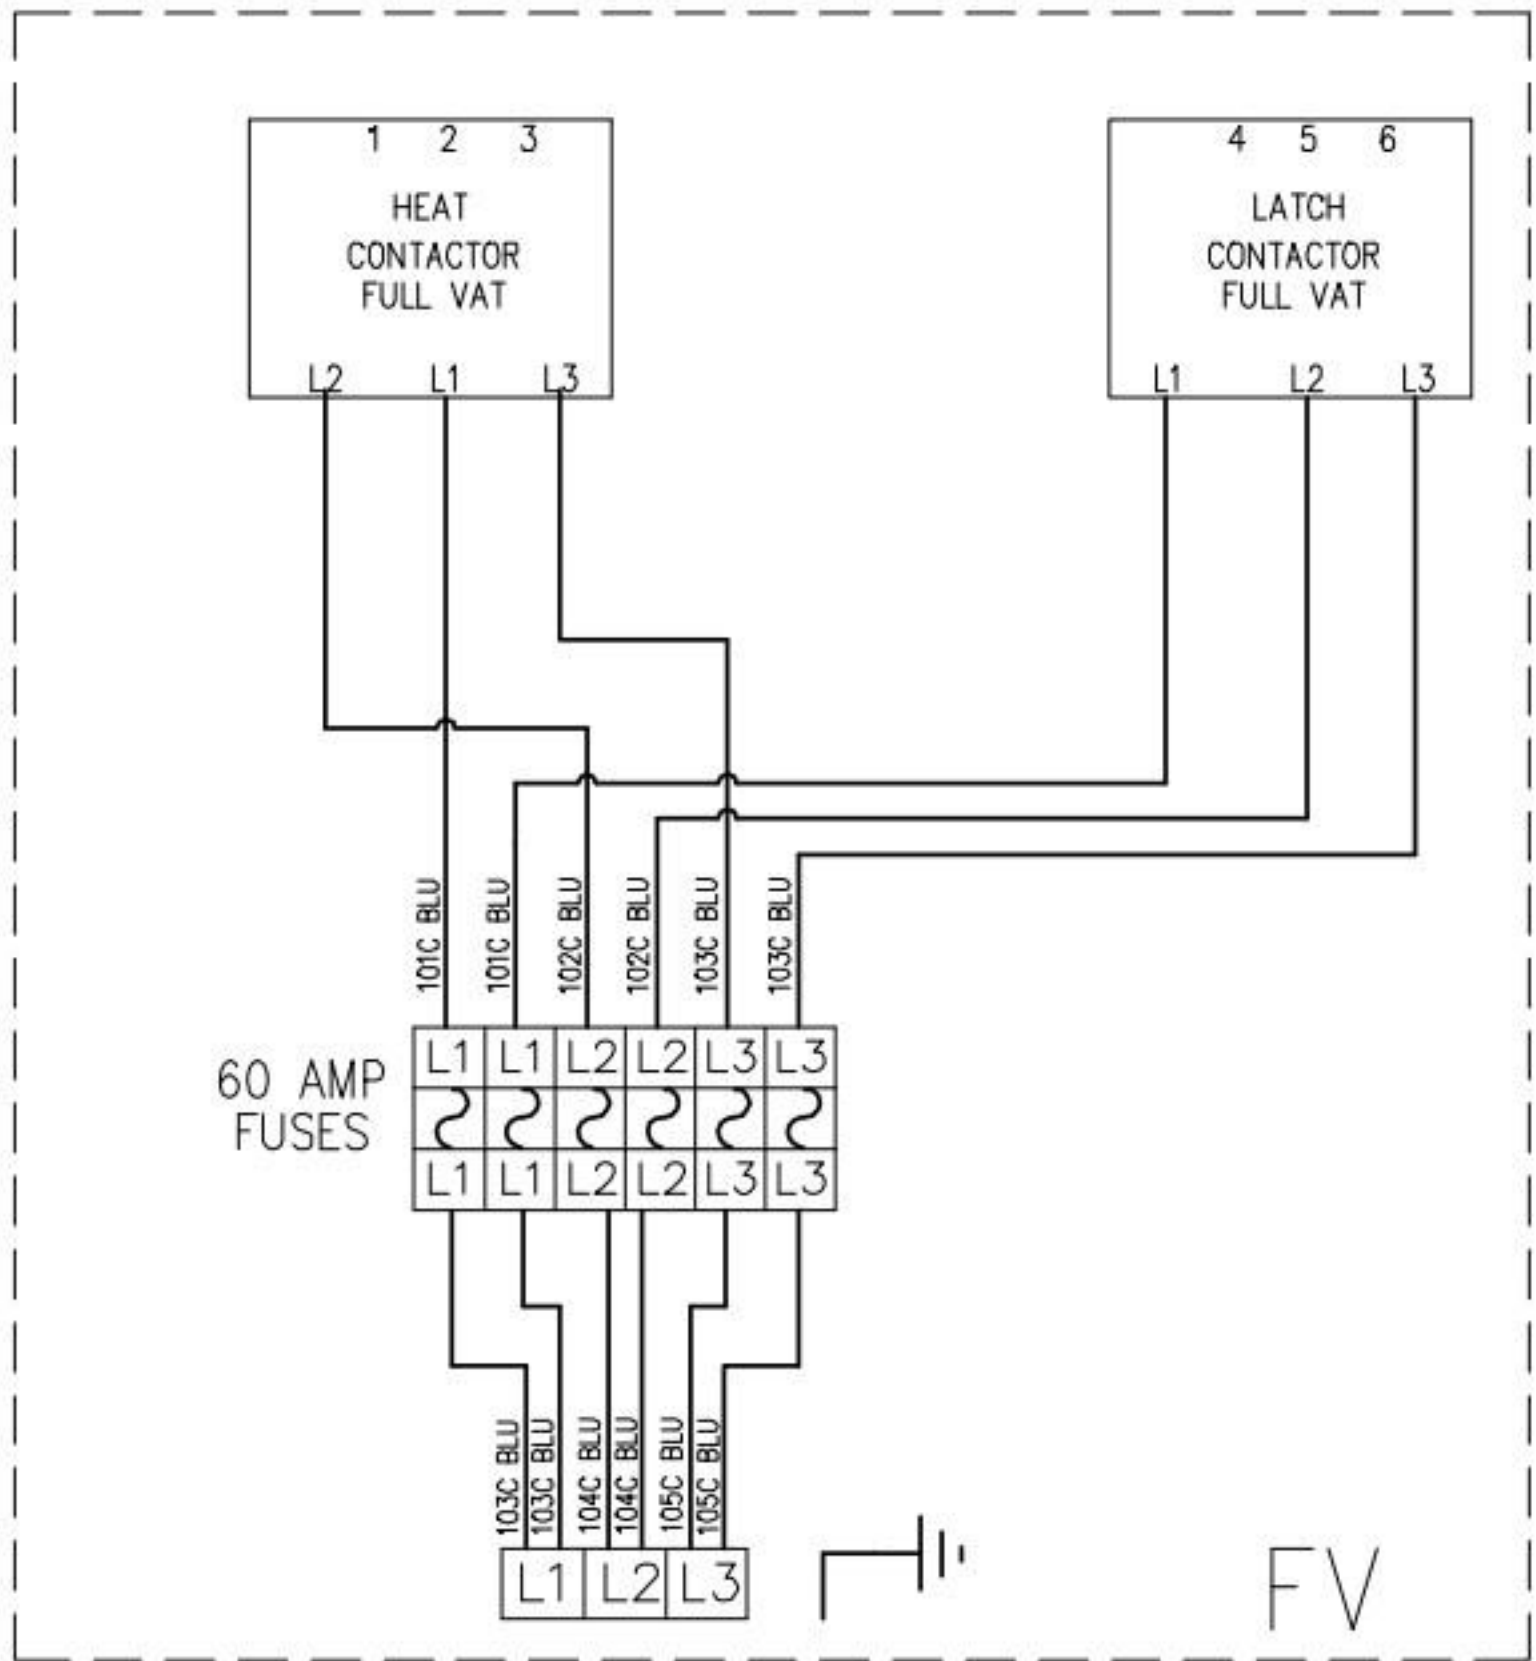 1 2 3
HEAT
CONTACTOR
FULL VAT
L2 L1 L3
4 5 6
LATCH
CONTACTOR
FULL VAT
L1 L2 L3
101C BLU
101C BLU
102C BLU
102C BLU
103C BLU
103C BLU
60 AMP
FUSES
L1 L1 L2 L2 L3 L3
L1 L1 L2 L2 L3 L3
103C BLU
103C BLU
104C BLU
104C BLU
105C BLU
105C BLU
L1 L2 L3
FV